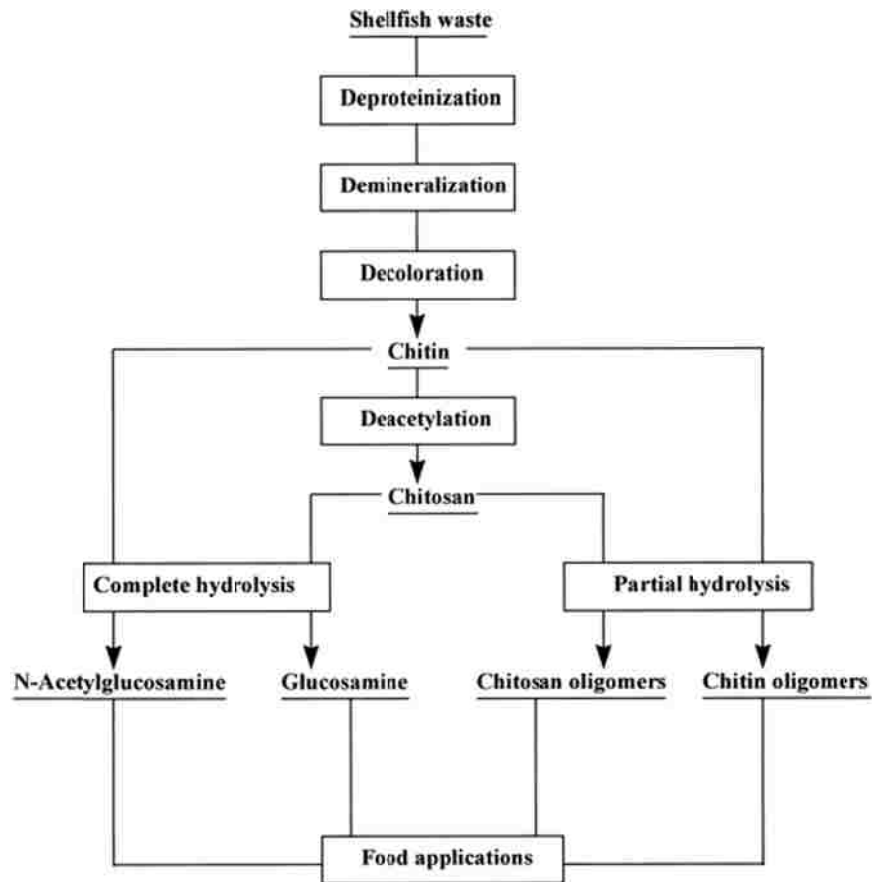 Shellfish waste
Deproteinization
Demineralization
Decoloration
Chitin
Deacetylation
Chitosan
Complete hydrolysis
Partial hydrolysis
N-Acetylglucosamine
Glucosamine
Chitosan oligomers
Chitin oligomers
Food applications